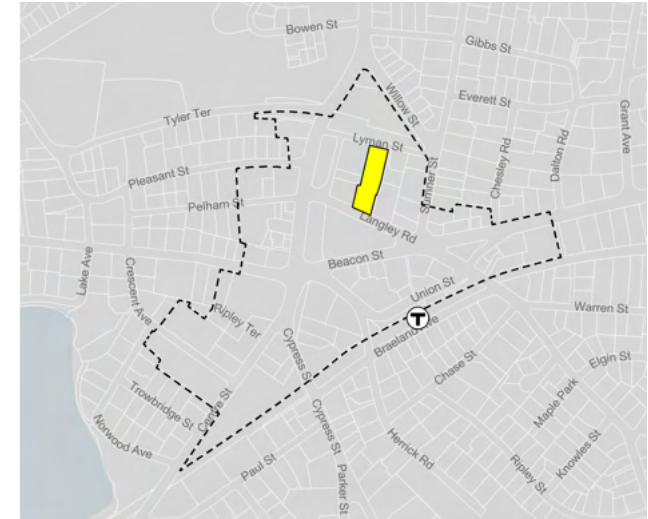 Bowen St
Gibbs St
Willow St
Everett St
Grant Ave
Tyler Ter
Lyman St
Chesley Rd
Dalton Rd
Pleasant St
Sumner St
Pelham St
Langley Rd
Beacon St
Lake Ave
Crescent Ave
Union St
Warren St
Ripley Ter
T
Braeland Ave
Cypress St
Chase St
Elgin St
Trowbridge St
Centre St
Maple Park
Norwood Ave
Cypress St
Herrick Rd
Knowles St
Paul St
Parker St
Ripley St